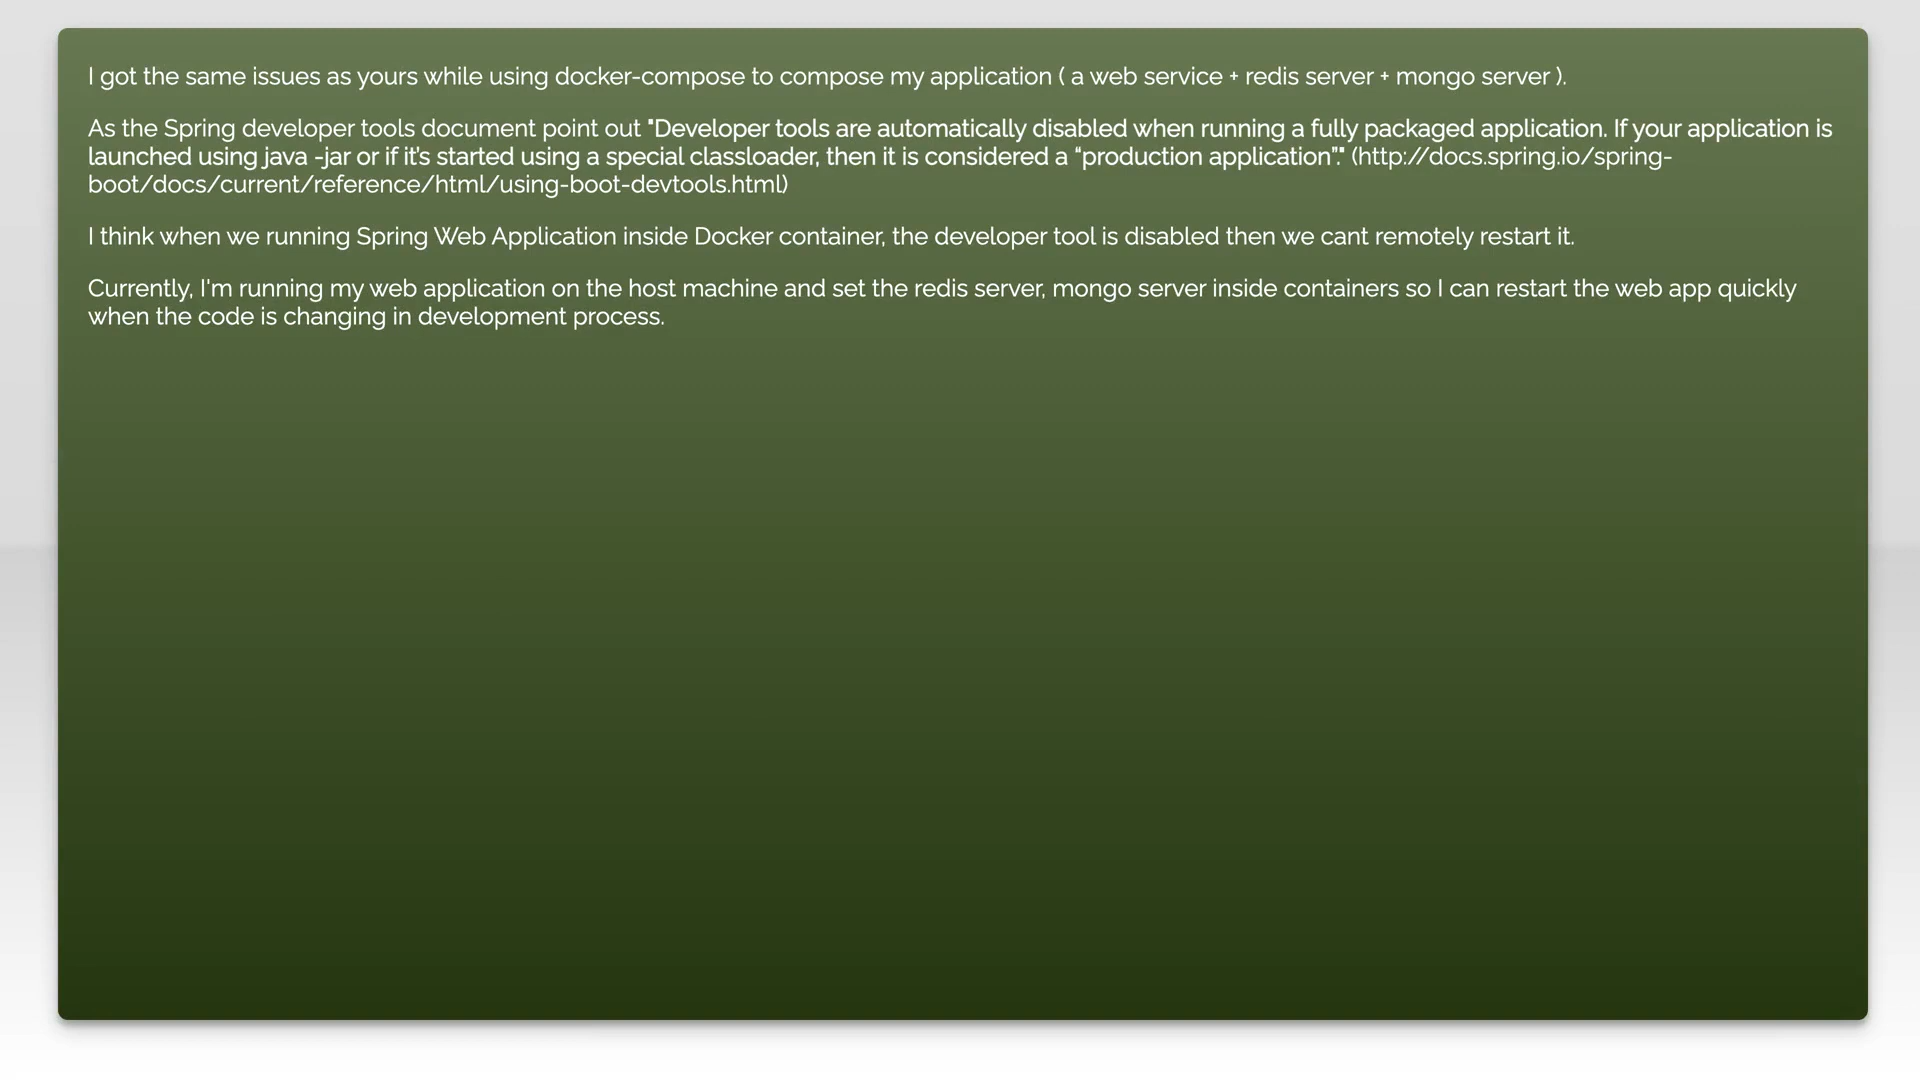 I got the same issues as yours while using docker-compose to compose my application ( a web service + redis server + mongo server ).
As the Spring developer tools document point out "Developer tools are automatically disabled when running a fully packaged application. If your application is
launched using java -jar or if it’s started using a special classloader, then it is considered a “production application”." (http://docs.spring.io/spring-
boot/docs/current/reference/html/using-boot-devtools.html)
I think when we running Spring Web Application inside Docker container, the developer tool is disabled then we cant remotely restart it.
Currently, I'm running my web application on the host machine and set the redis server, mongo server inside containers so I can restart the web app quickly
when the code is changing in development process.